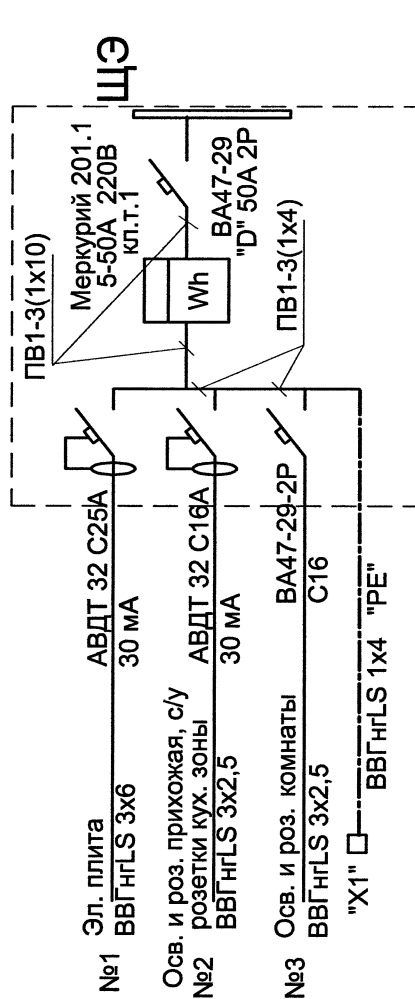 ЭЩ
Меркурий 201.1
5-50А 220В
кл.т.1
ВА47-29
"D" 50А 2Р
Wh
ПВ1-3(1х10)
ПВ1-3(1х4)
АВДТ 32 С25А
30 мА
АВДТ 32 С16А
30 мА
ВА47-29-2Р
С16
ВВГнгLS 1х4 "РЕ"
"Х1"
№1
Эл. плита
ВВГнгLS 3х6
№2
Осв. и роз. прихожая, с/у
розетки кух. зоны
ВВГнгLS 3х2,5
№3
Осв. и роз. комнаты
ВВГнгLS 3х2,5